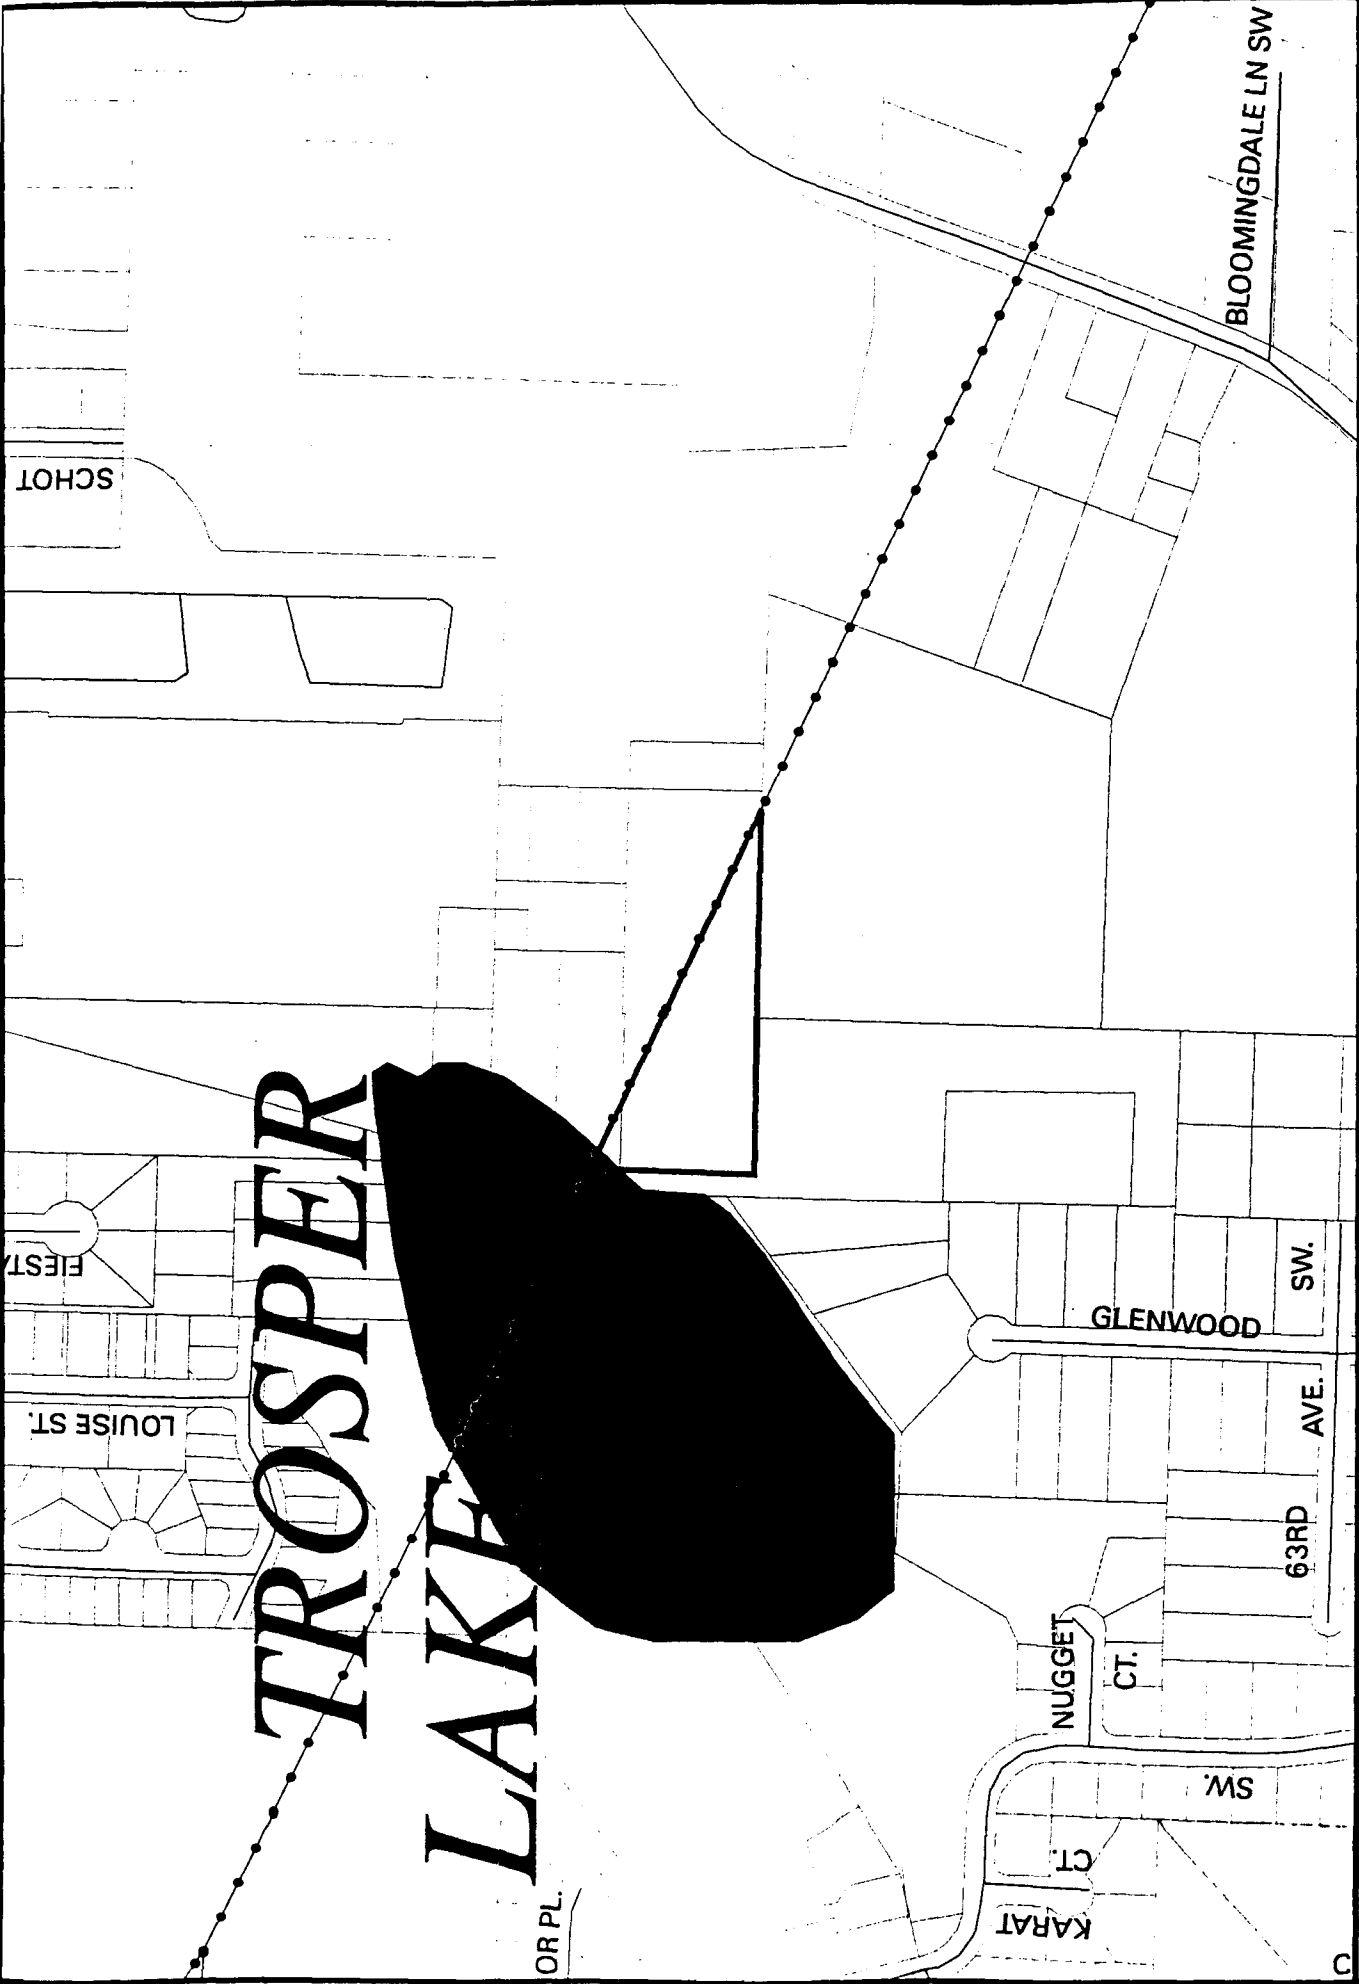 BLOOMINGDALE LN SW
SCHOT
FIESTA
LOUISE ST.
TROSPER
LAKE
GLENWOOD
SW.
63RD
AVE.
NUGGET
CT.
SW.
KARAT
CT.
OR PL.
C